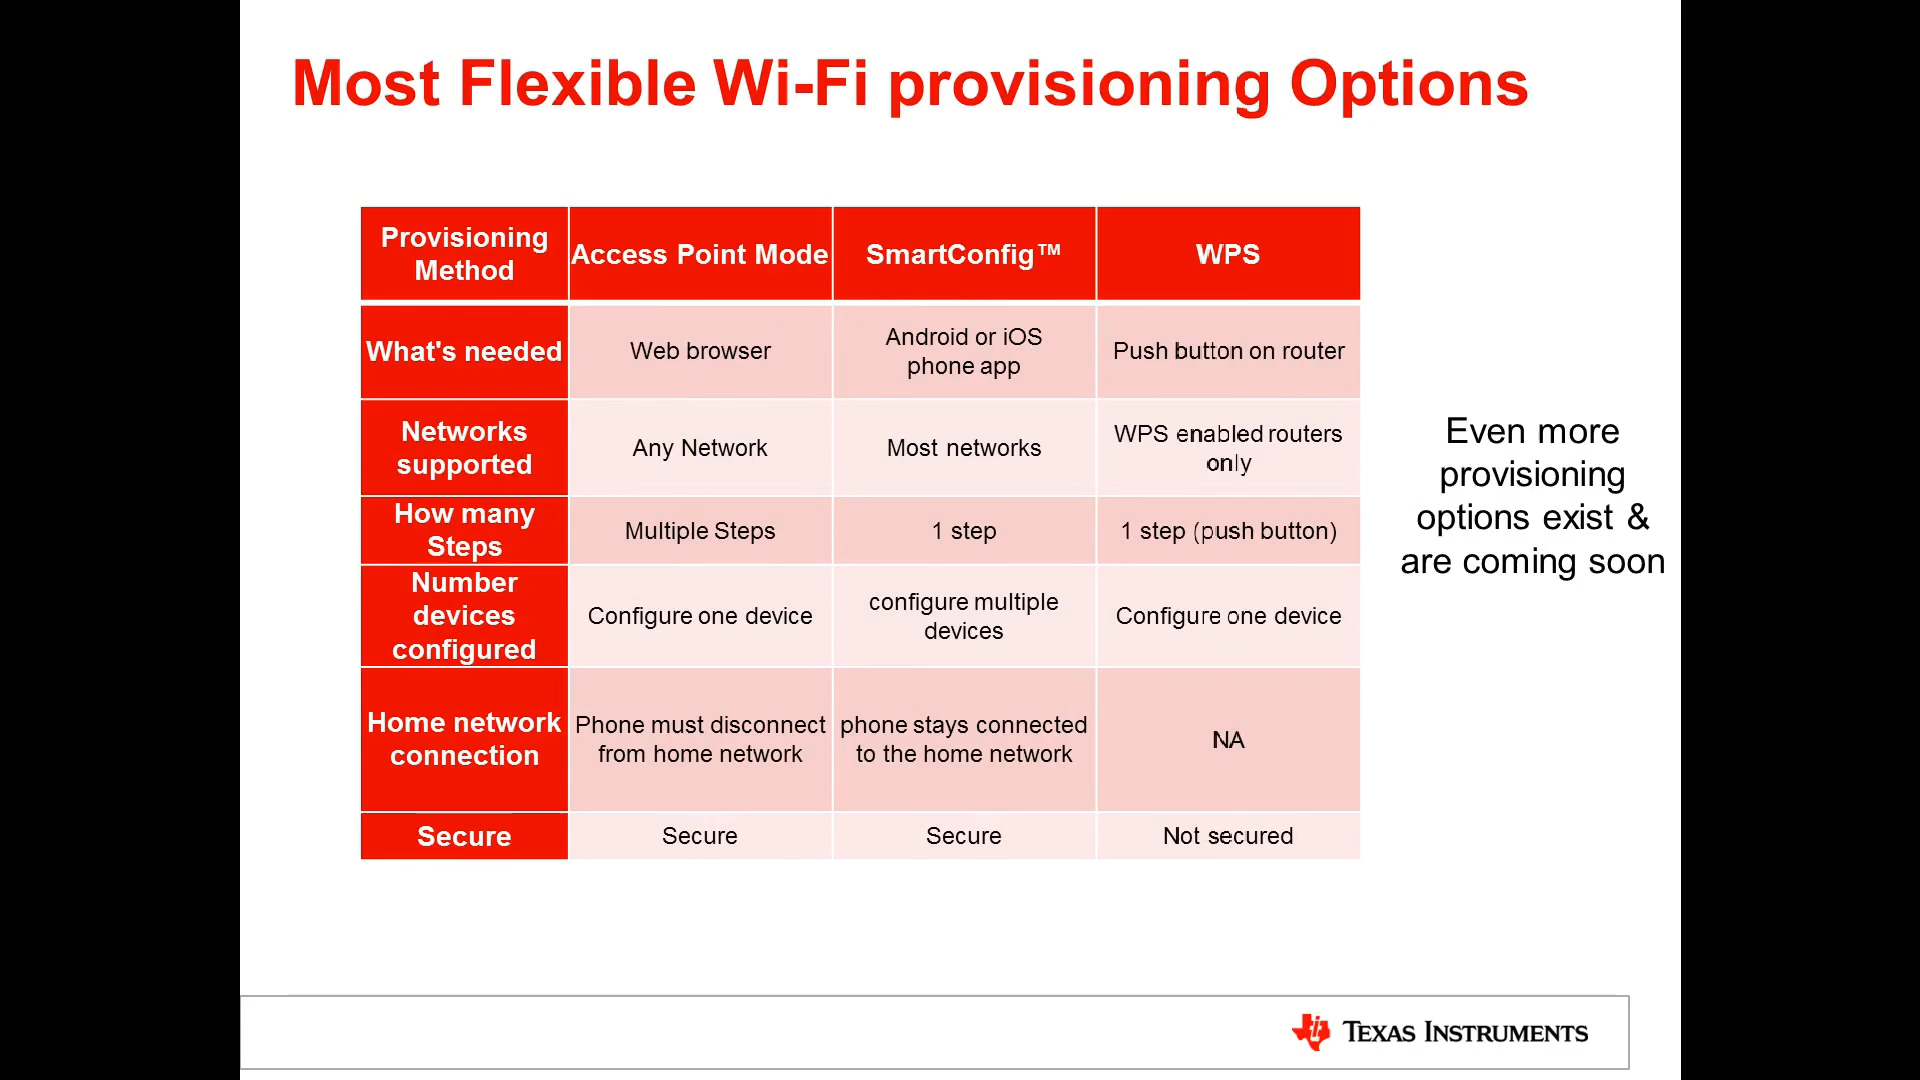 Most Flexible Wi-Fi provisioning Options
Provisioning
Method
Access Point Mode
SmartConfig™
WPS
What's needed
Web browser
Android or iOS
phone app
Push button on router
Networks
supported
Any Network
Most networks
WPS enabled routers
only
How many
Steps
Multiple Steps
1 step
1 step (push button)
Number
devices
configured
Configure one device
configure multiple
devices
Configure one device
Home network
connection
Phone must disconnect
from home network
phone stays connected
to the home network
NA
Secure
Secure
Secure
Not secured
Even more
provisioning
options exist &
are coming soon
TEXAS INSTRUMENTS